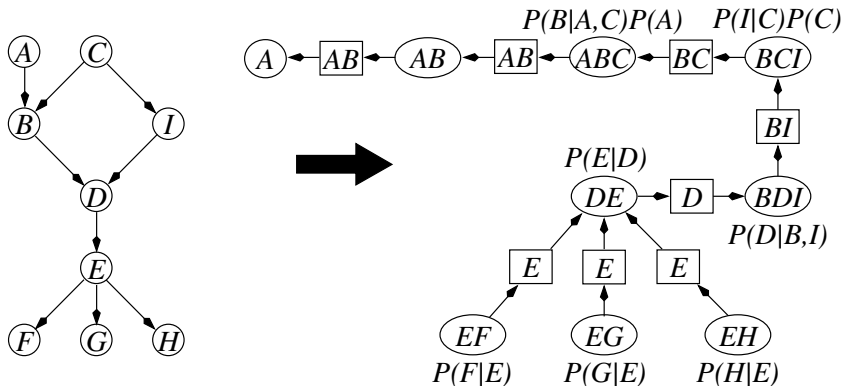 P(B|A,C)P(A) P(I|C)P(C)
A C A AB AB AB ABC BC BCI
B I BI
P(E|D)
D DE D BDI
P(D|B,I)
E E E E
F G H EF EG EH
P(F|E) P(G|E) P(H|E)